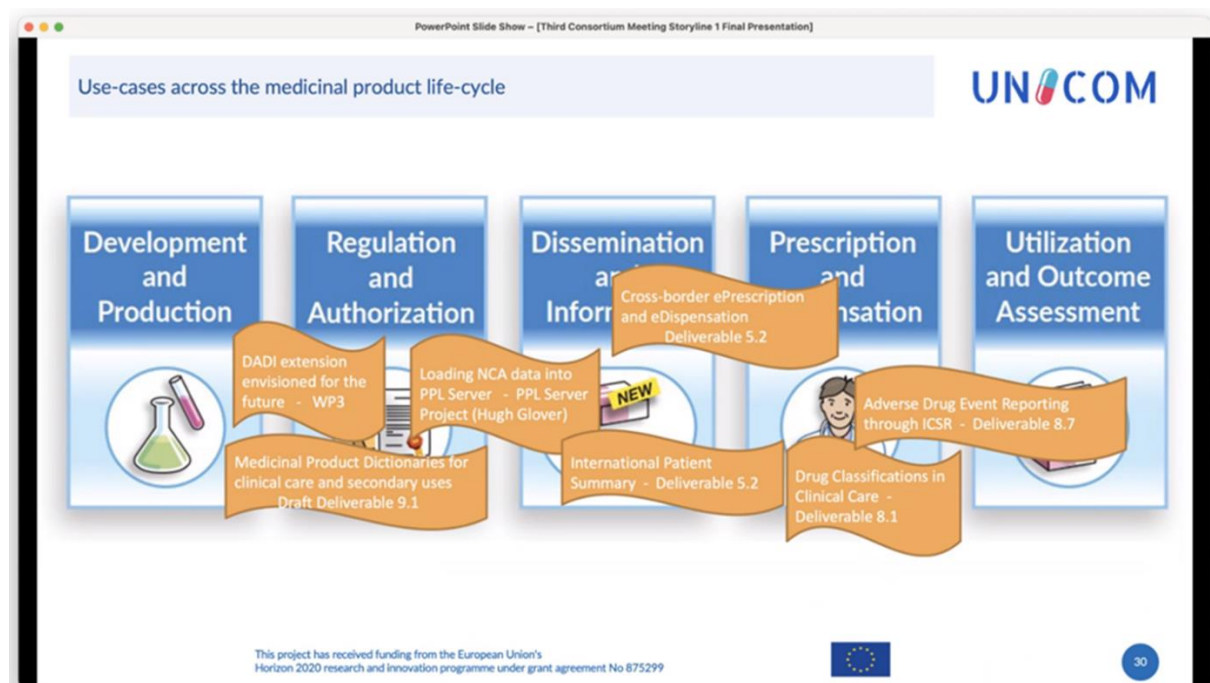 PowerPoint Slide Show – [Third Consortium Meeting Storyline 1 Final Presentation]
Use-cases across the medicinal product life-cycle
UNICOM
Development
and
Production
Regulation
and
Authorization
Dissemination
an
Infor
Prescription
and
nsation
Utilization
and Outcome
Assessment
DADI extension
envisioned for the
future - WP3
Loading NCA data into
PPL Server - PPL Server
Project (Hugh Glover)
Cross-border ePrescription
and eDispensation
Deliverable 5.2
NEW
Adverse Drug Event Reporting
through ICSR - Deliverable 8.7
Medicinal Product Dictionaries for
clinical care and secondary uses
Draft Deliverable 9.1
International Patient
Summary - Deliverable 5.2
Drug Classifications in
Clinical Care -
Deliverable 8.1
This project has received funding from the European Union's
Horizon 2020 research and innovation programme under grant agreement No 875299
30